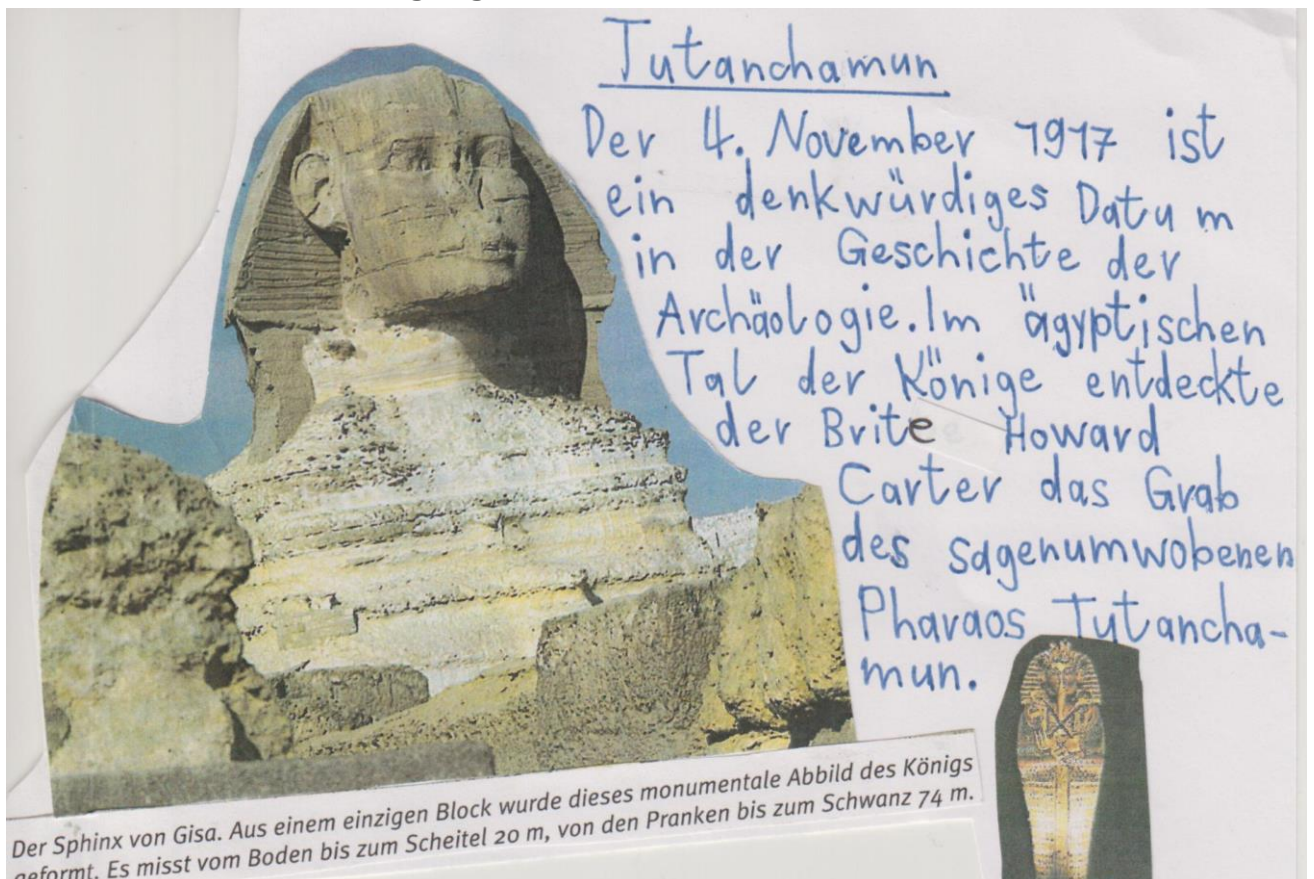 Tutanchamun
Der 4. November 1917 ist
ein denkwürdiges Datum
in der Geschichte der
Archäologie. Im ägyptischen
Tal der Könige entdeckte
der Brite Howard
Carter das Grab
des sagenumwobenen
Pharaos Tutancha-
mun.
Der Sphinx von Gisa. Aus einem einzigen Block wurde dieses monumentale Abbild des Königs
geformt. Es misst vom Boden bis zum Scheitel 20 m, von den Pranken bis zum Schwanz 74 m.